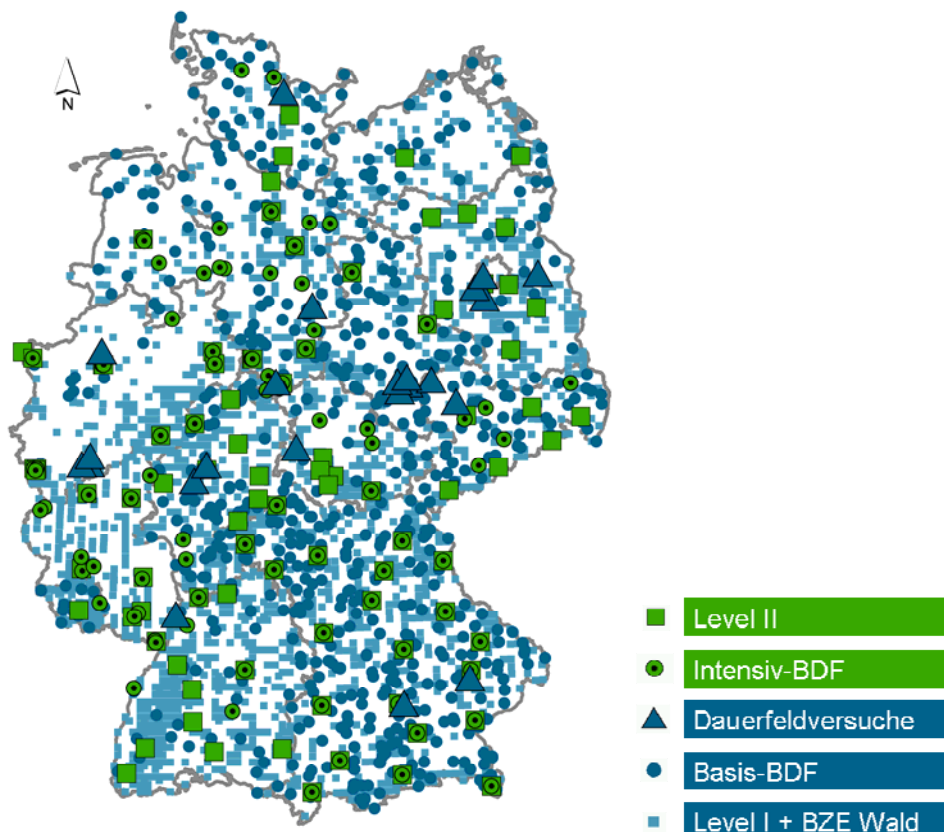 N
Level II
Intensiv-BDF
Dauerfeldversuche
Basis-BDF
Level I + BZE Wald